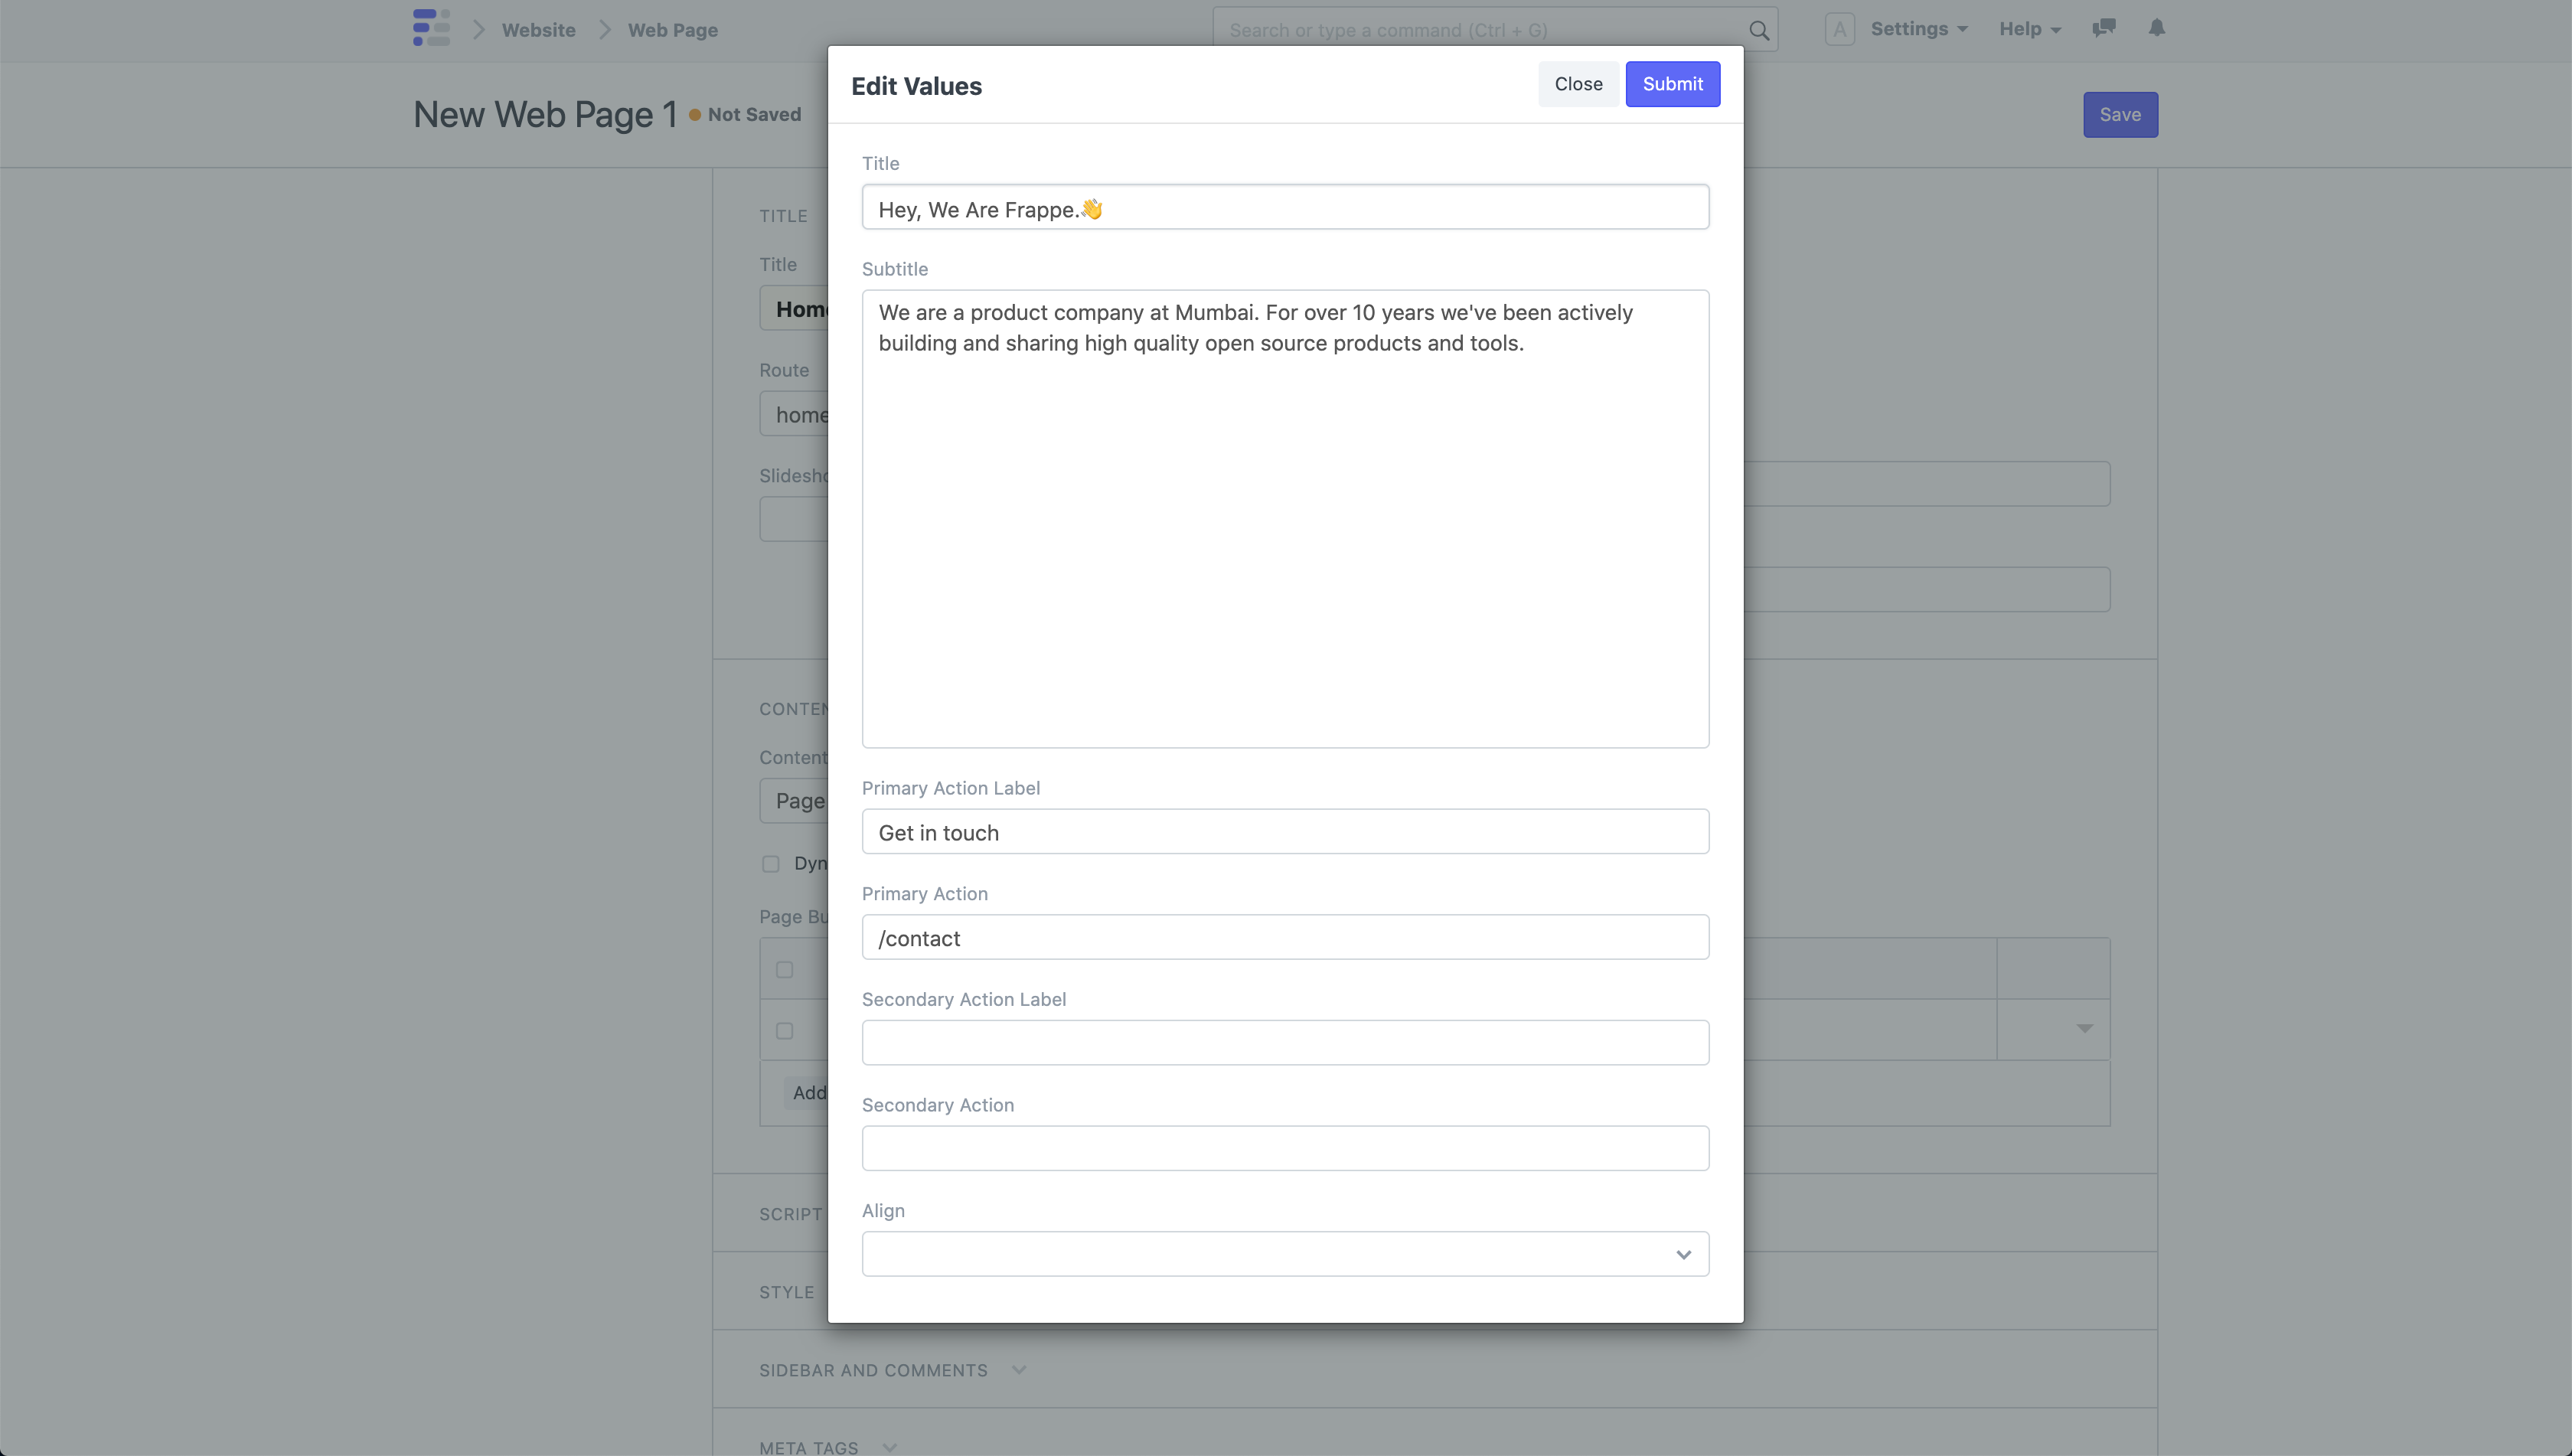 Website
Web Page
Search or type a command (Ctrl + G)
A
Settings
Help
New Web Page 1
Not Saved
Save
Edit Values
Close
Submit
Title
Hey, We Are Frappe.👋
Subtitle
We are a product company at Mumbai. For over 10 years we've been actively
building and sharing high quality open source products and tools.
Primary Action Label
Get in touch
Primary Action
/contact
Secondary Action Label
Secondary Action
Align
TITLE
Title
Route
home
CONTEN
Content
Page
Dyn
Page Bu
Add
SCRIPT
STYLE
SIDEBAR AND COMMENTS
META TAGS